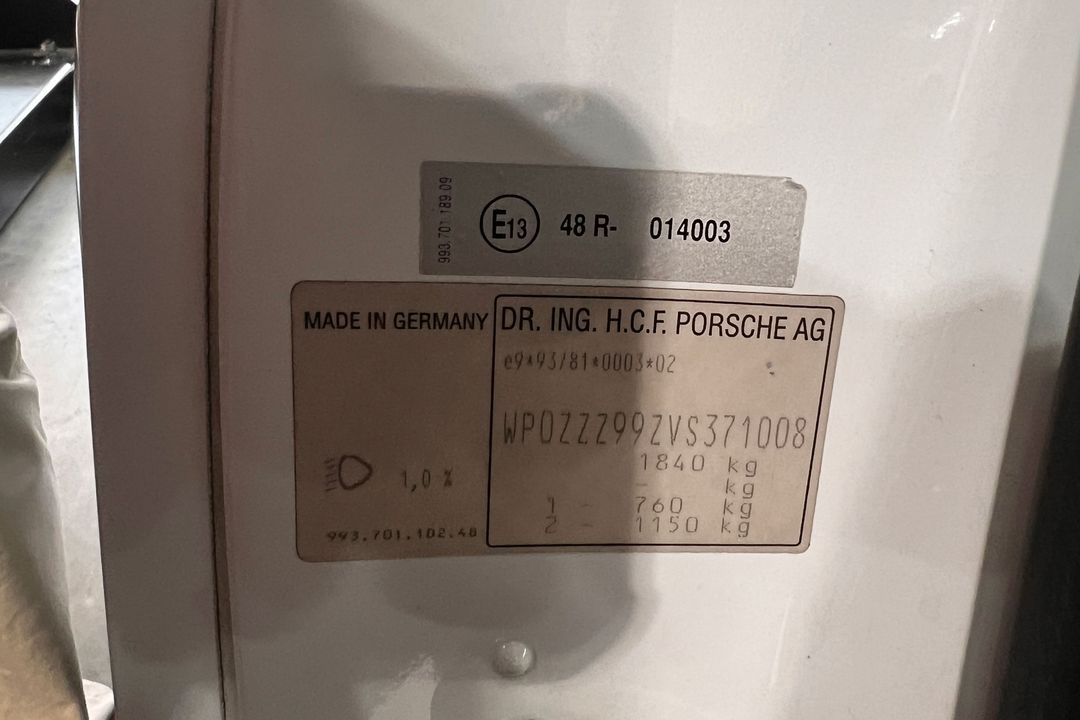 993.701.189.09
E13 48 R- 014003
MADE IN GERMANY
DR. ING. H.C.F. PORSCHE AG
e9*93/81*0003*02
WP0ZZZ99ZVS371008
1840 kg
- kg
1 - 760 kg
2 - 1150 kg
1,0 %
993.701.102.48